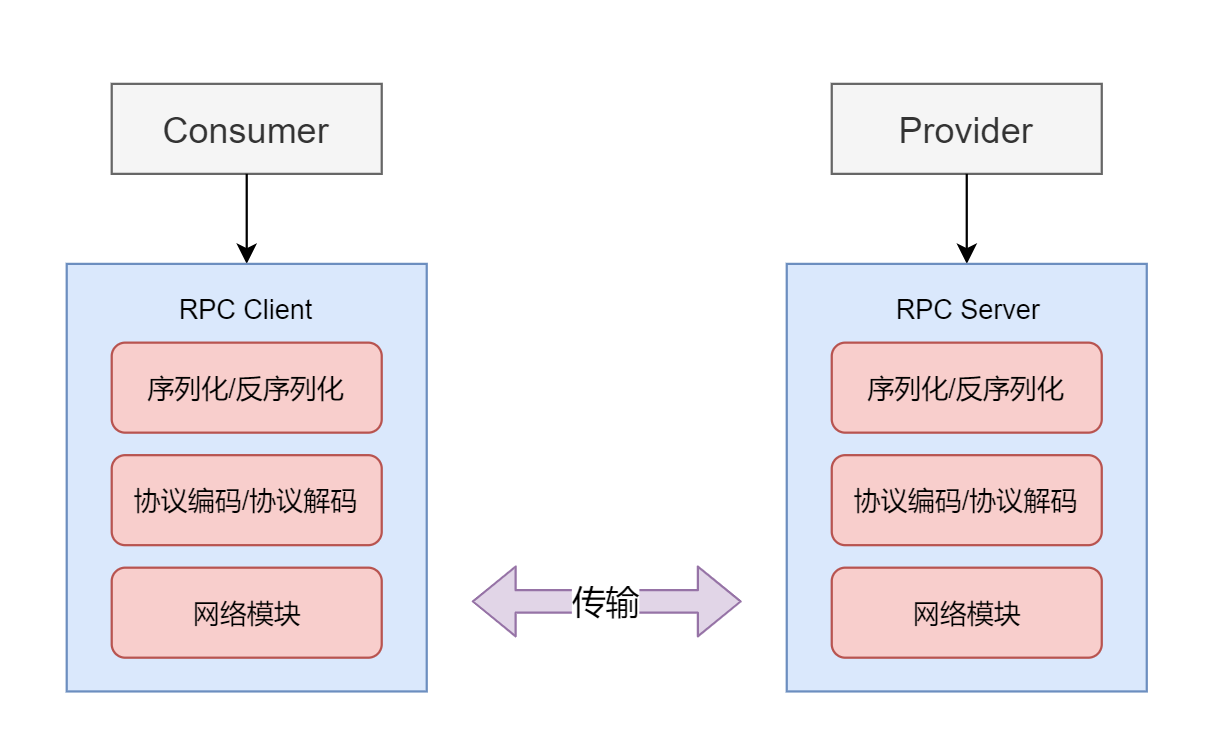 Consumer
Provider
RPC Client
RPC Server
序列化/反序列化
序列化/反序列化
协议编码/协议解码
协议编码/协议解码
传输
网络模块
网络模块